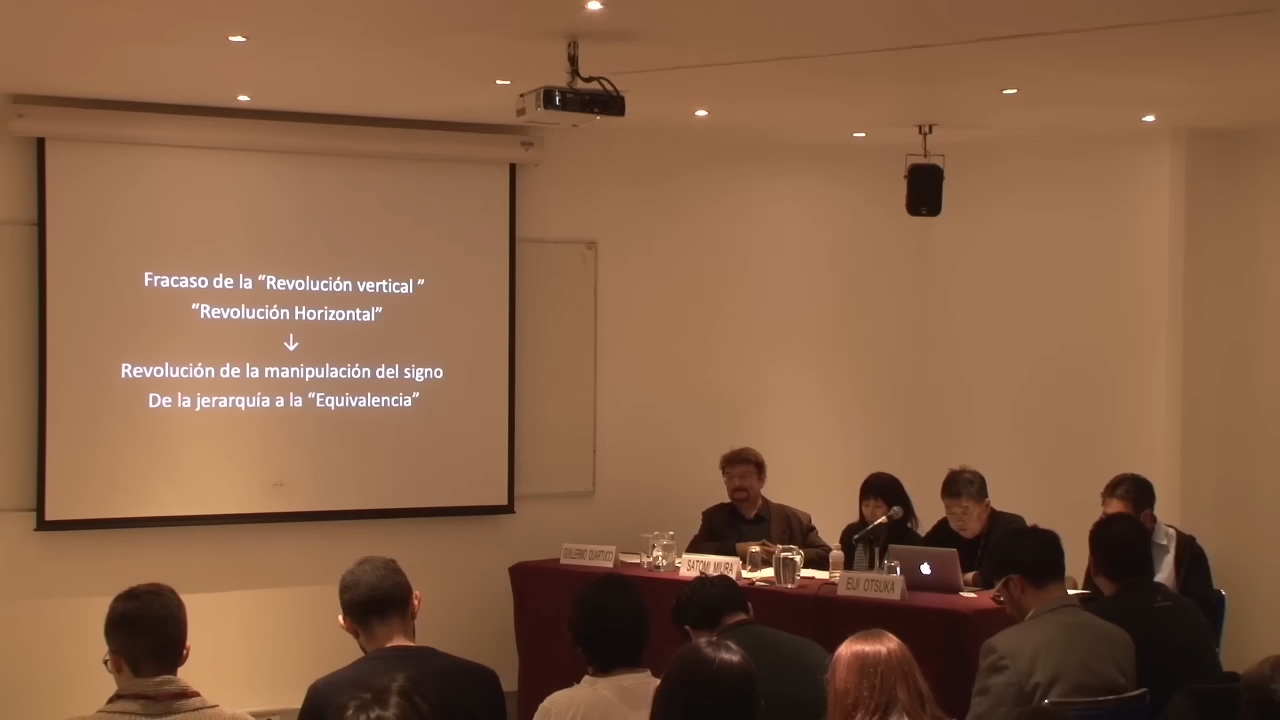 Fracaso de la “Revolución vertical ”
“Revolución Horizontal”
↓
Revolución de la manipulación del signo
De la jerarquía a la “Equivalencia”
GUILLERMO QUARTUCCI
SATOMI MIURA
EIJI OTSUKA